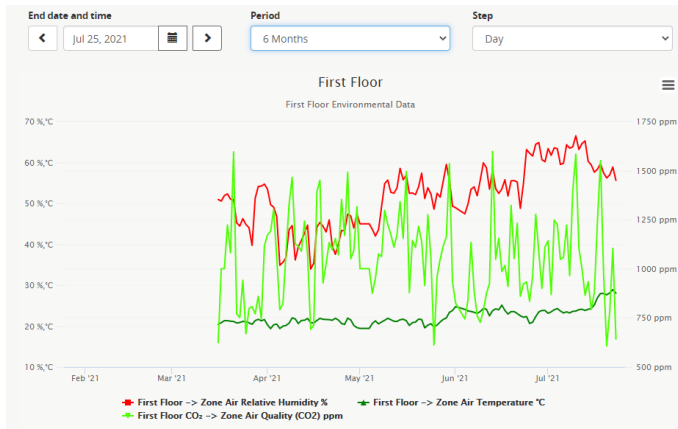 End date and time Period Step
Jul 25, 2021 6 Months Day
First Floor
First Floor Environmental Data
70 %,°C 1750 ppm
60 %,°C 1500 ppm
50 %,°C 1250 ppm
40 %,°C 1000 ppm
30 %,°C 750 ppm
20 %,°C
10 %,°C 500 ppm
Feb '21 Mar '21 Apr '21 May '21 Jun '21 Jul '21
First Floor –> Zone Air Relative Humidity % First Floor –> Zone Air Temperature °C
First Floor CO₂ –> Zone Air Quality (CO2) ppm